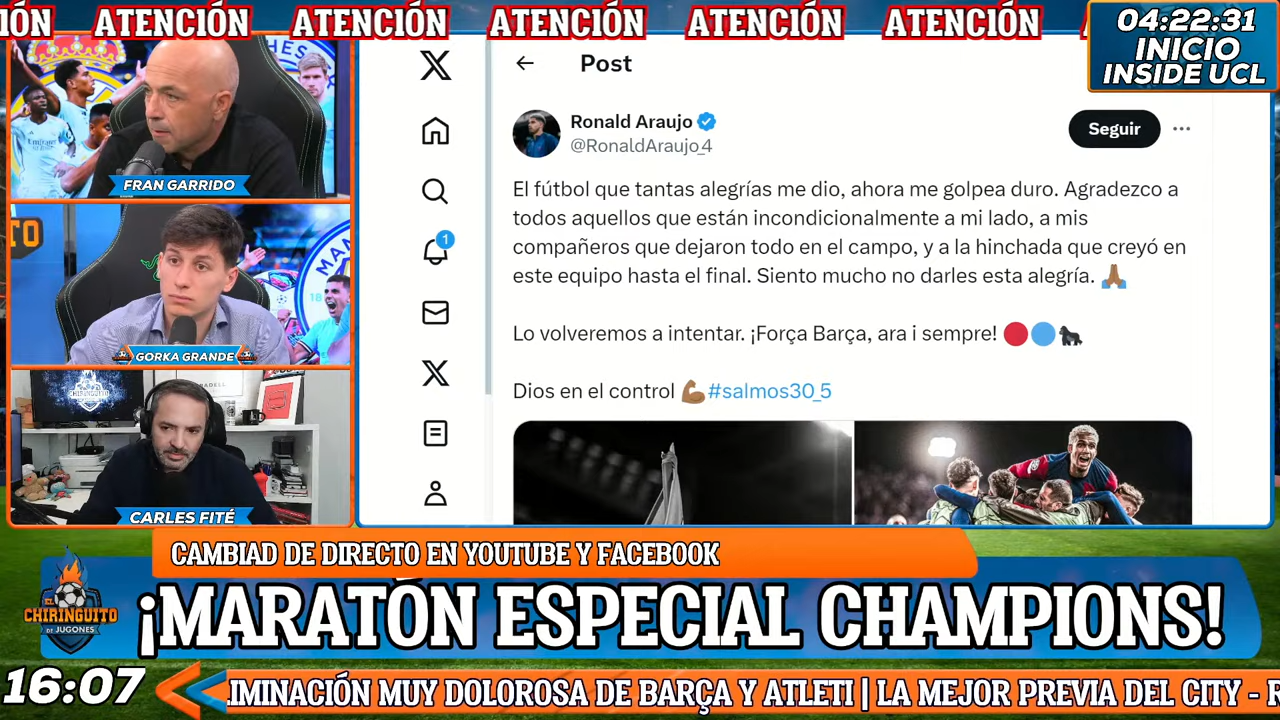 IÓN ATENCIÓN ATENCIÓN ATENCIÓN ATENCIÓN ATENCIÓN
04:22:31
INICIO
INSIDE UCL
FRAN GARRIDO
GORKA GRANDE
CARLES FITÉ
Post
Ronald Araujo
@RonaldAraujo_4
Seguir
1
El fútbol que tantas alegrías me dio, ahora me golpea duro. Agradezco a
todos aquellos que están incondicionalmente a mi lado, a mis
compañeros que dejaron todo en el campo, y a la hinchada que creyó en
este equipo hasta el final. Siento mucho no darles esta alegría. 🙏🏾
Lo volveremos a intentar. ¡Força Barça, ara i sempre! 🔴🔵🦍
Dios en el control 💪🏾#salmos30_5
CAMBIAD DE DIRECTO EN YOUTUBE Y FACEBOOK
¡MARATÓN ESPECIAL CHAMPIONS!
EL
CHIRINGUITO
DE JUGONES
16:07
IMINACIÓN MUY DOLOROSA DE BARÇA Y ATLETI | LA MEJOR PREVIA DEL CITY - R